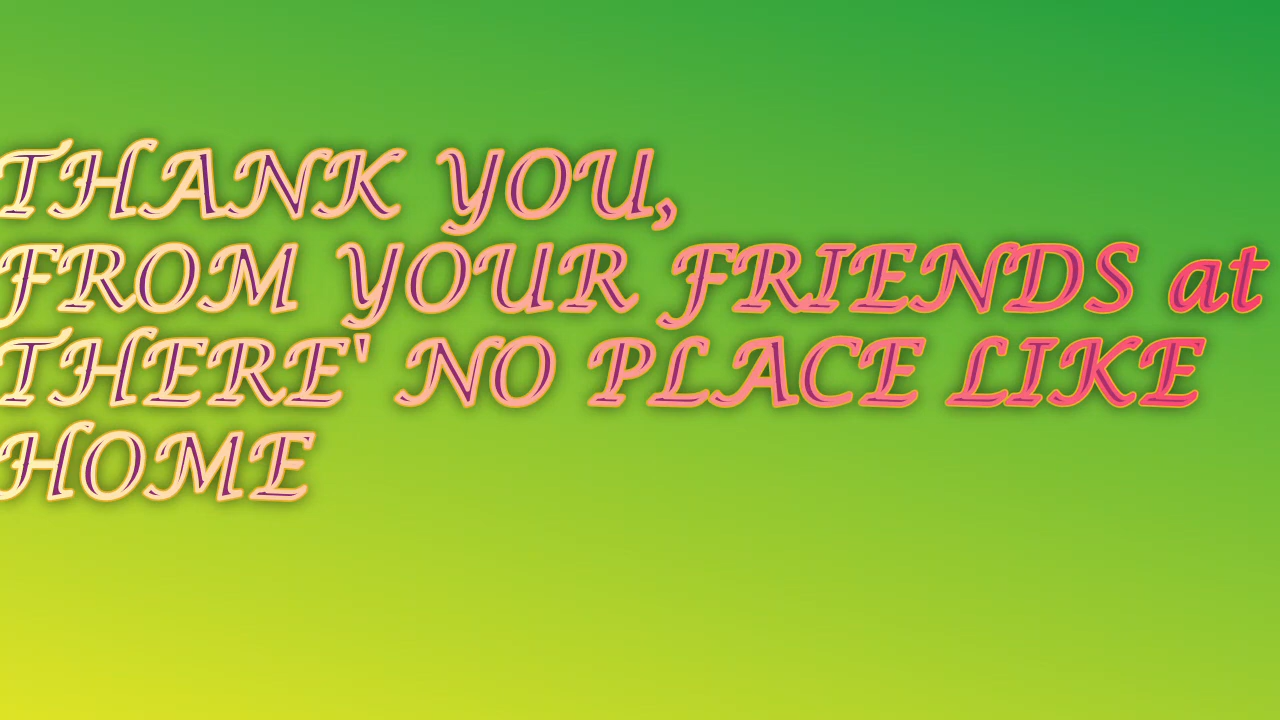 THANK YOU,
FROM YOUR FRIENDS at
THERE' NO PLACE LIKE
HOME